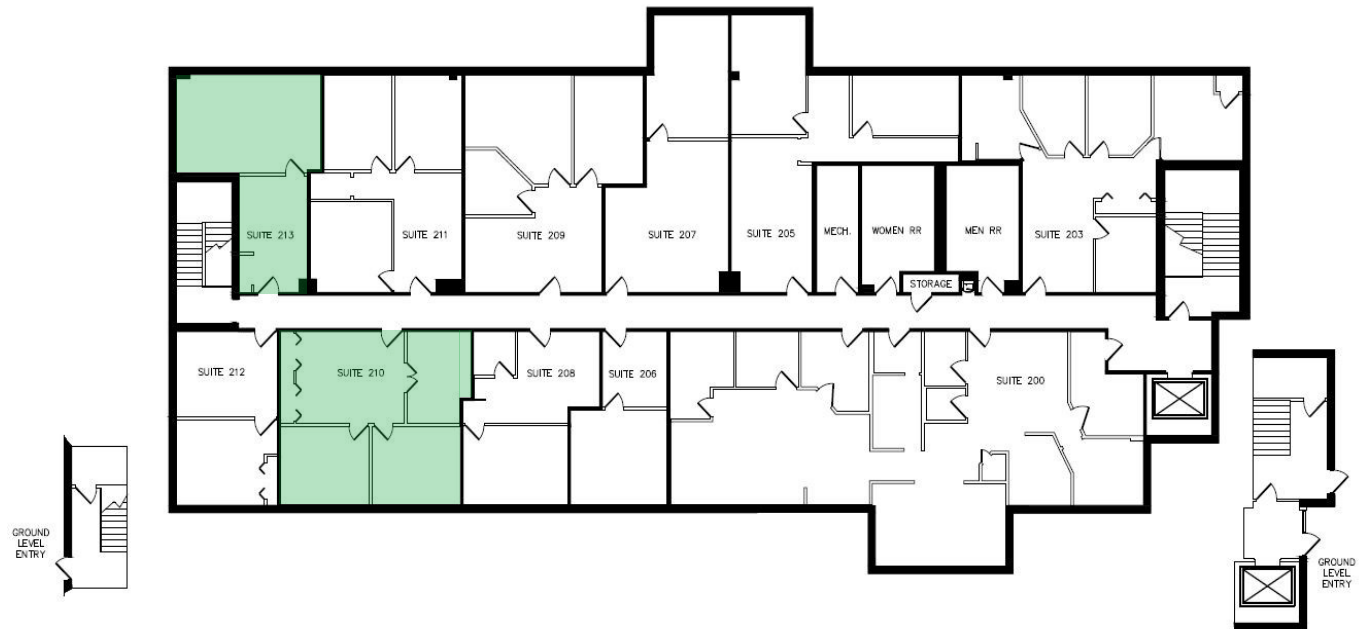 SUITE 213
SUITE 211
SUITE 209
SUITE 207
SUITE 205
MECH.
WOMEN RR
MEN RR
SUITE 203
STORAGE
SUITE 212
SUITE 210
SUITE 208
SUITE 206
SUITE 200
GROUND
LEVEL
ENTRY
GROUND
LEVEL
ENTRY